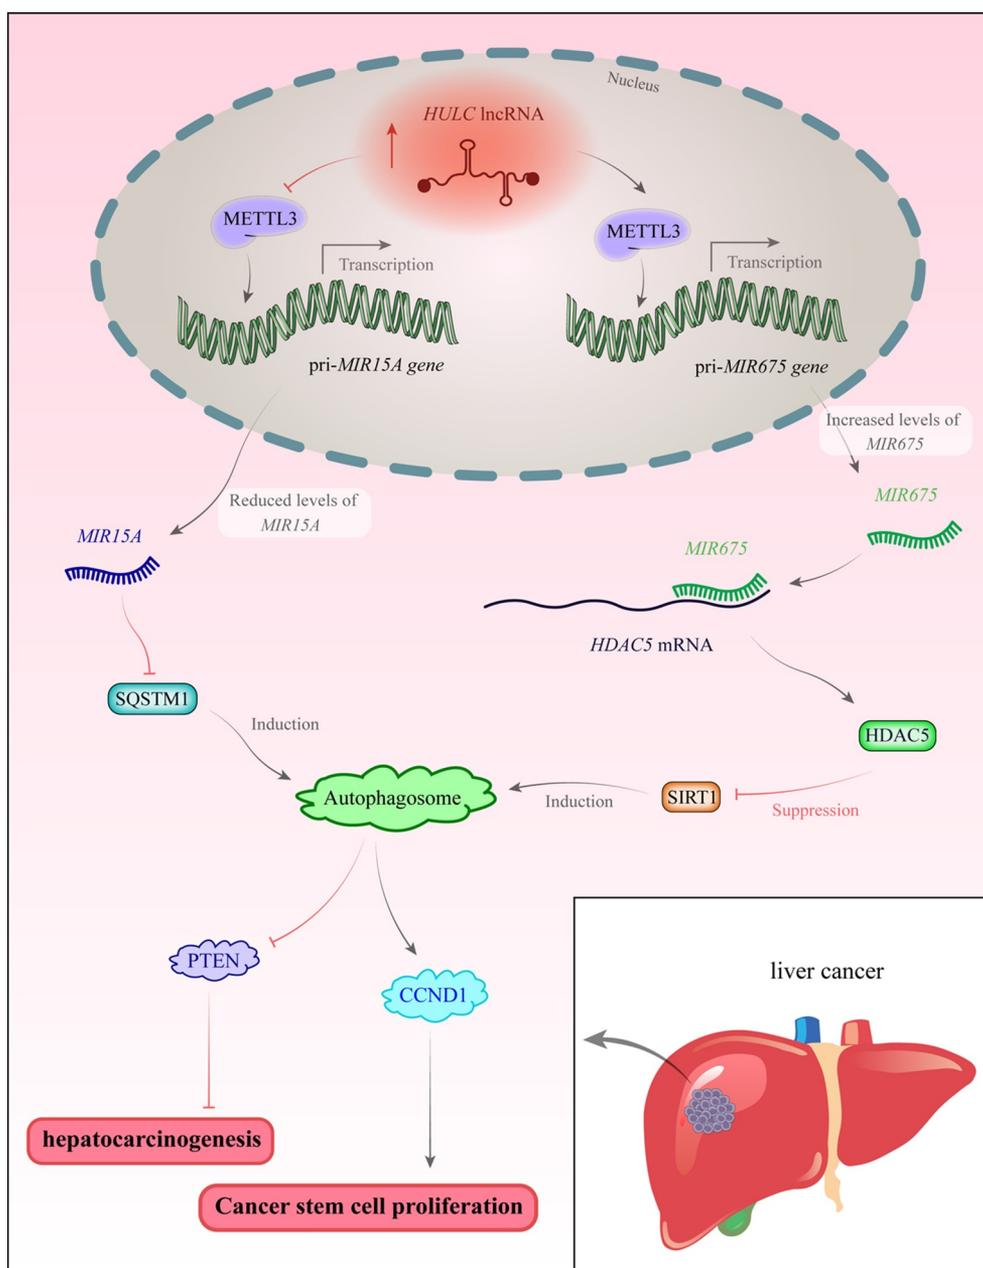 Nucleus
HULC lncRNA
METTL3
METTL3
Transcription
Transcription
pri-MIR15A gene
pri-MIR675 gene
Increased levels of
MIR675
Reduced levels of
MIR15A
MIR675
MIR15A
MIR675
HDAC5 mRNA
SQSTM1
Induction
HDAC5
Autophagosome
Induction
SIRT1
Suppression
PTEN
CCND1
liver cancer
hepatocarcinogenesis
Cancer stem cell proliferation